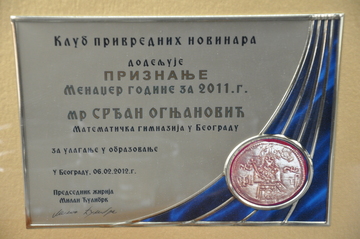 Клуб привредних новинара
додељује
ПРИЗНАЊЕ
Менаџер године за 2011.г.
мр СРЂАН ОГЊАНОВИЋ
Математичка гимназија у Београду
за улагање у образовање
У Београду, 06.02.2012.г.
Председник жирија
Милан Ћулибрк